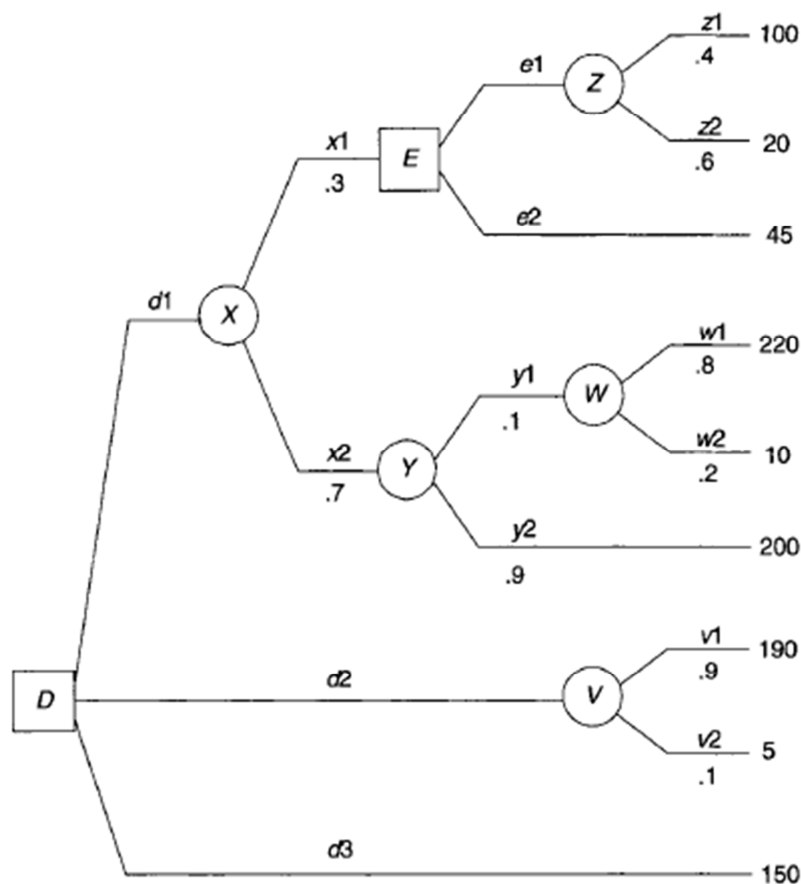 z1 100
.4
e1 Z
z2 20
.6
x1 E
.3
e2 45
d1 X
w1 220
.8
y1 W
.1
w2 10
.2
x2 Y
.7
y2 200
.9
v1 190
.9
D d2 V
v2 5
.1
d3 150